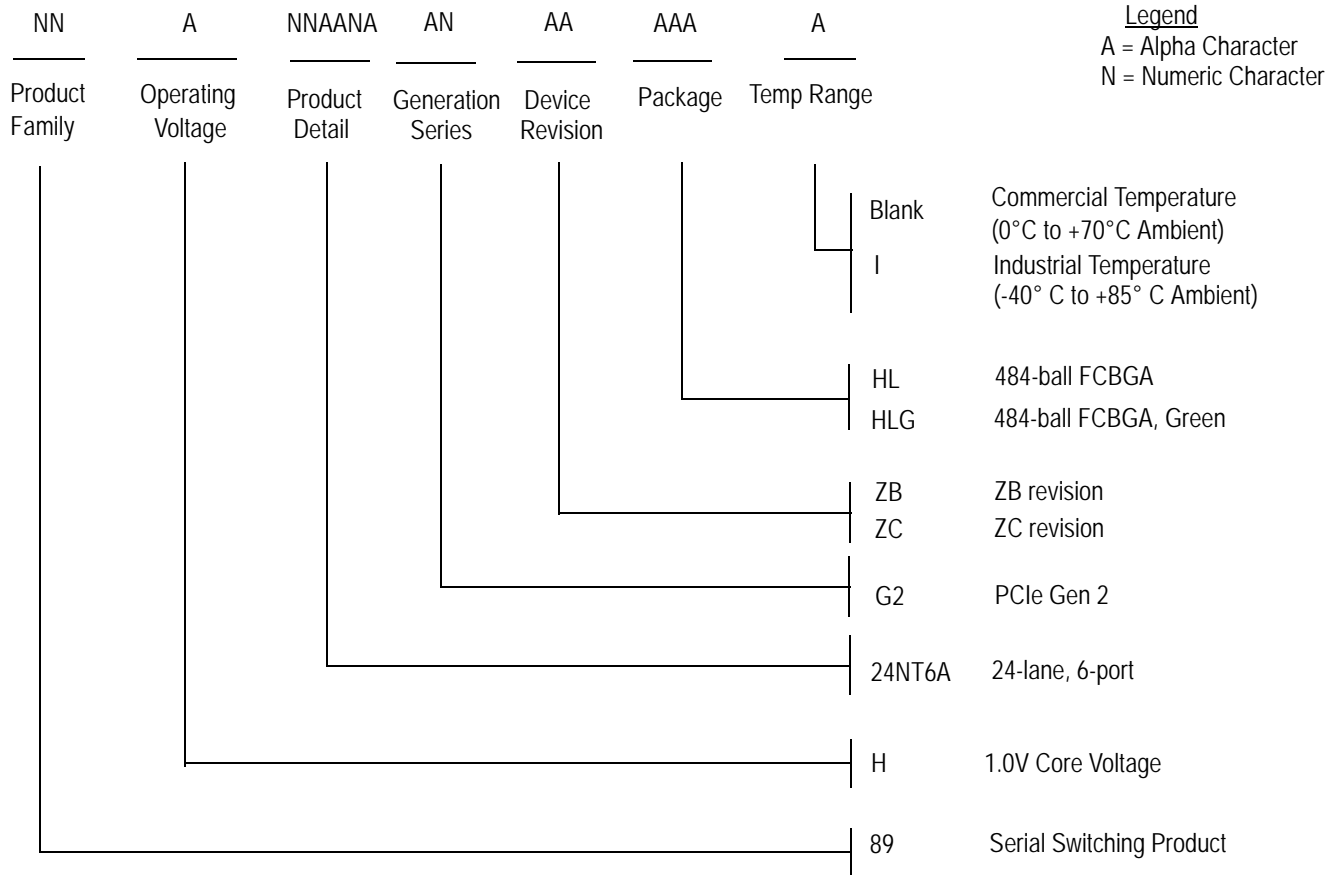 NN A NNAANA AN AA AAA A
Legend
A = Alpha Character
N = Numeric Character
Product Family
Operating Voltage
Product Detail
Generation Series
Device Revision
Package
Temp Range
Blank Commercial Temperature
(0°C to +70°C Ambient)
I Industrial Temperature
(-40° C to +85° C Ambient)
HL 484-ball FCBGA
HLG 484-ball FCBGA, Green
ZB ZB revision
ZC ZC revision
G2 PCIe Gen 2
24NT6A 24-lane, 6-port
H 1.0V Core Voltage
89 Serial Switching Product